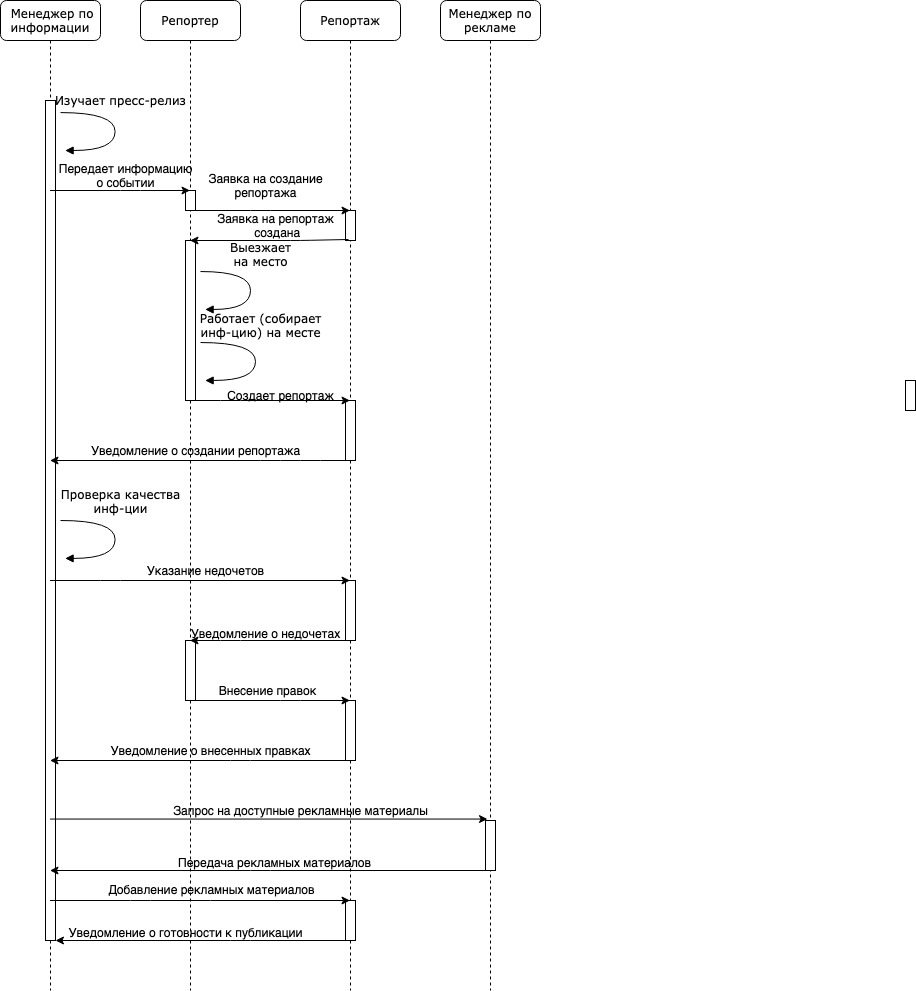 Менеджер по
информации
Репортер
Репортаж
Менеджер по
рекламе
Изучает пресс-релиз
Передает информацию
о событии
Заявка на создание
репортажа
Заявка на репортаж
создана
Выезжает
на место
Работает (собирает
инф-цию) на месте
Создает репортаж
Уведомление о создании репортажа
Проверка качества
инф-ции
Указание недочетов
Уведомление о недочетах
Внесение правок
Уведомление о внесенных правках
Запрос на доступные рекламные материалы
Передача рекламных материалов
Добавление рекламных материалов
Уведомление о готовности к публикации